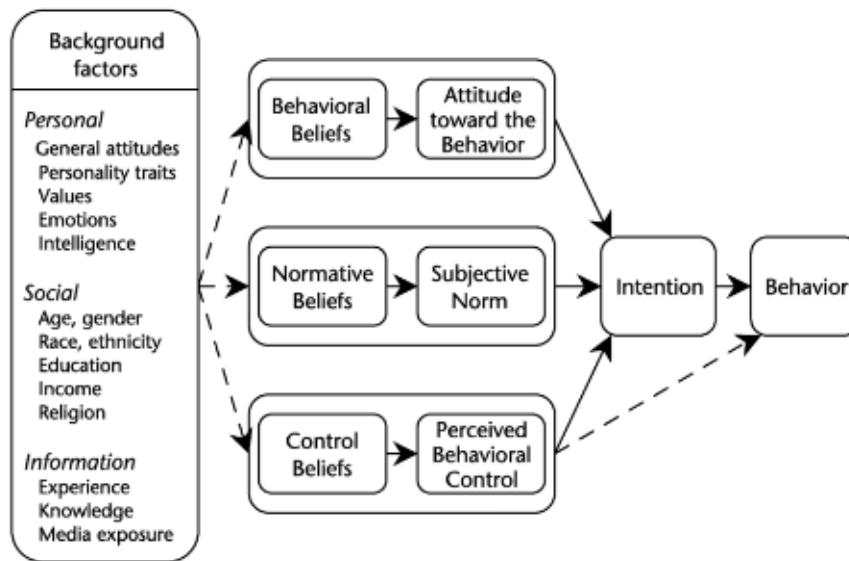 Background
factors
Personal
General attitudes
Personality traits
Values
Emotions
Intelligence
Social
Age, gender
Race, ethnicity
Education
Income
Religion
Information
Experience
Knowledge
Media exposure
Behavioral
Beliefs
Attitude
toward the
Behavior
Normative
Beliefs
Subjective
Norm
Control
Beliefs
Perceived
Behavioral
Control
Intention
Behavior